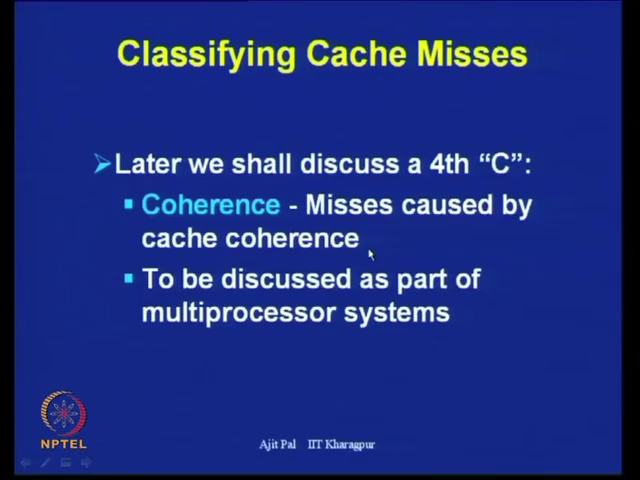 Classifying Cache Misses
Later we shall discuss a 4th “C”:
Coherence - Misses caused by
cache coherence
To be discussed as part of
multiprocessor systems
NPTEL
Ajit Pal IIT Kharagpur